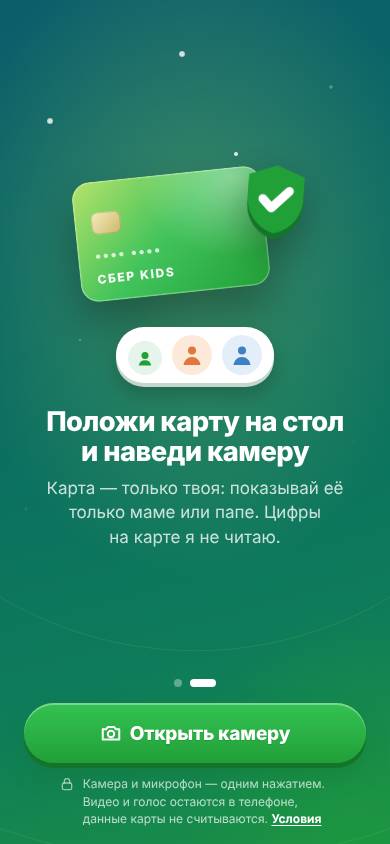 СБЕР KIDS
Положи карту на стол
и наведи камеру
Карта — только твоя: показывай её
только маме или папе. Цифры
на карте я не читаю.
Открыть камеру
Камера и микрофон — одним нажатием.
Видео и голос остаются в телефоне,
данные карты не считываются. Условия